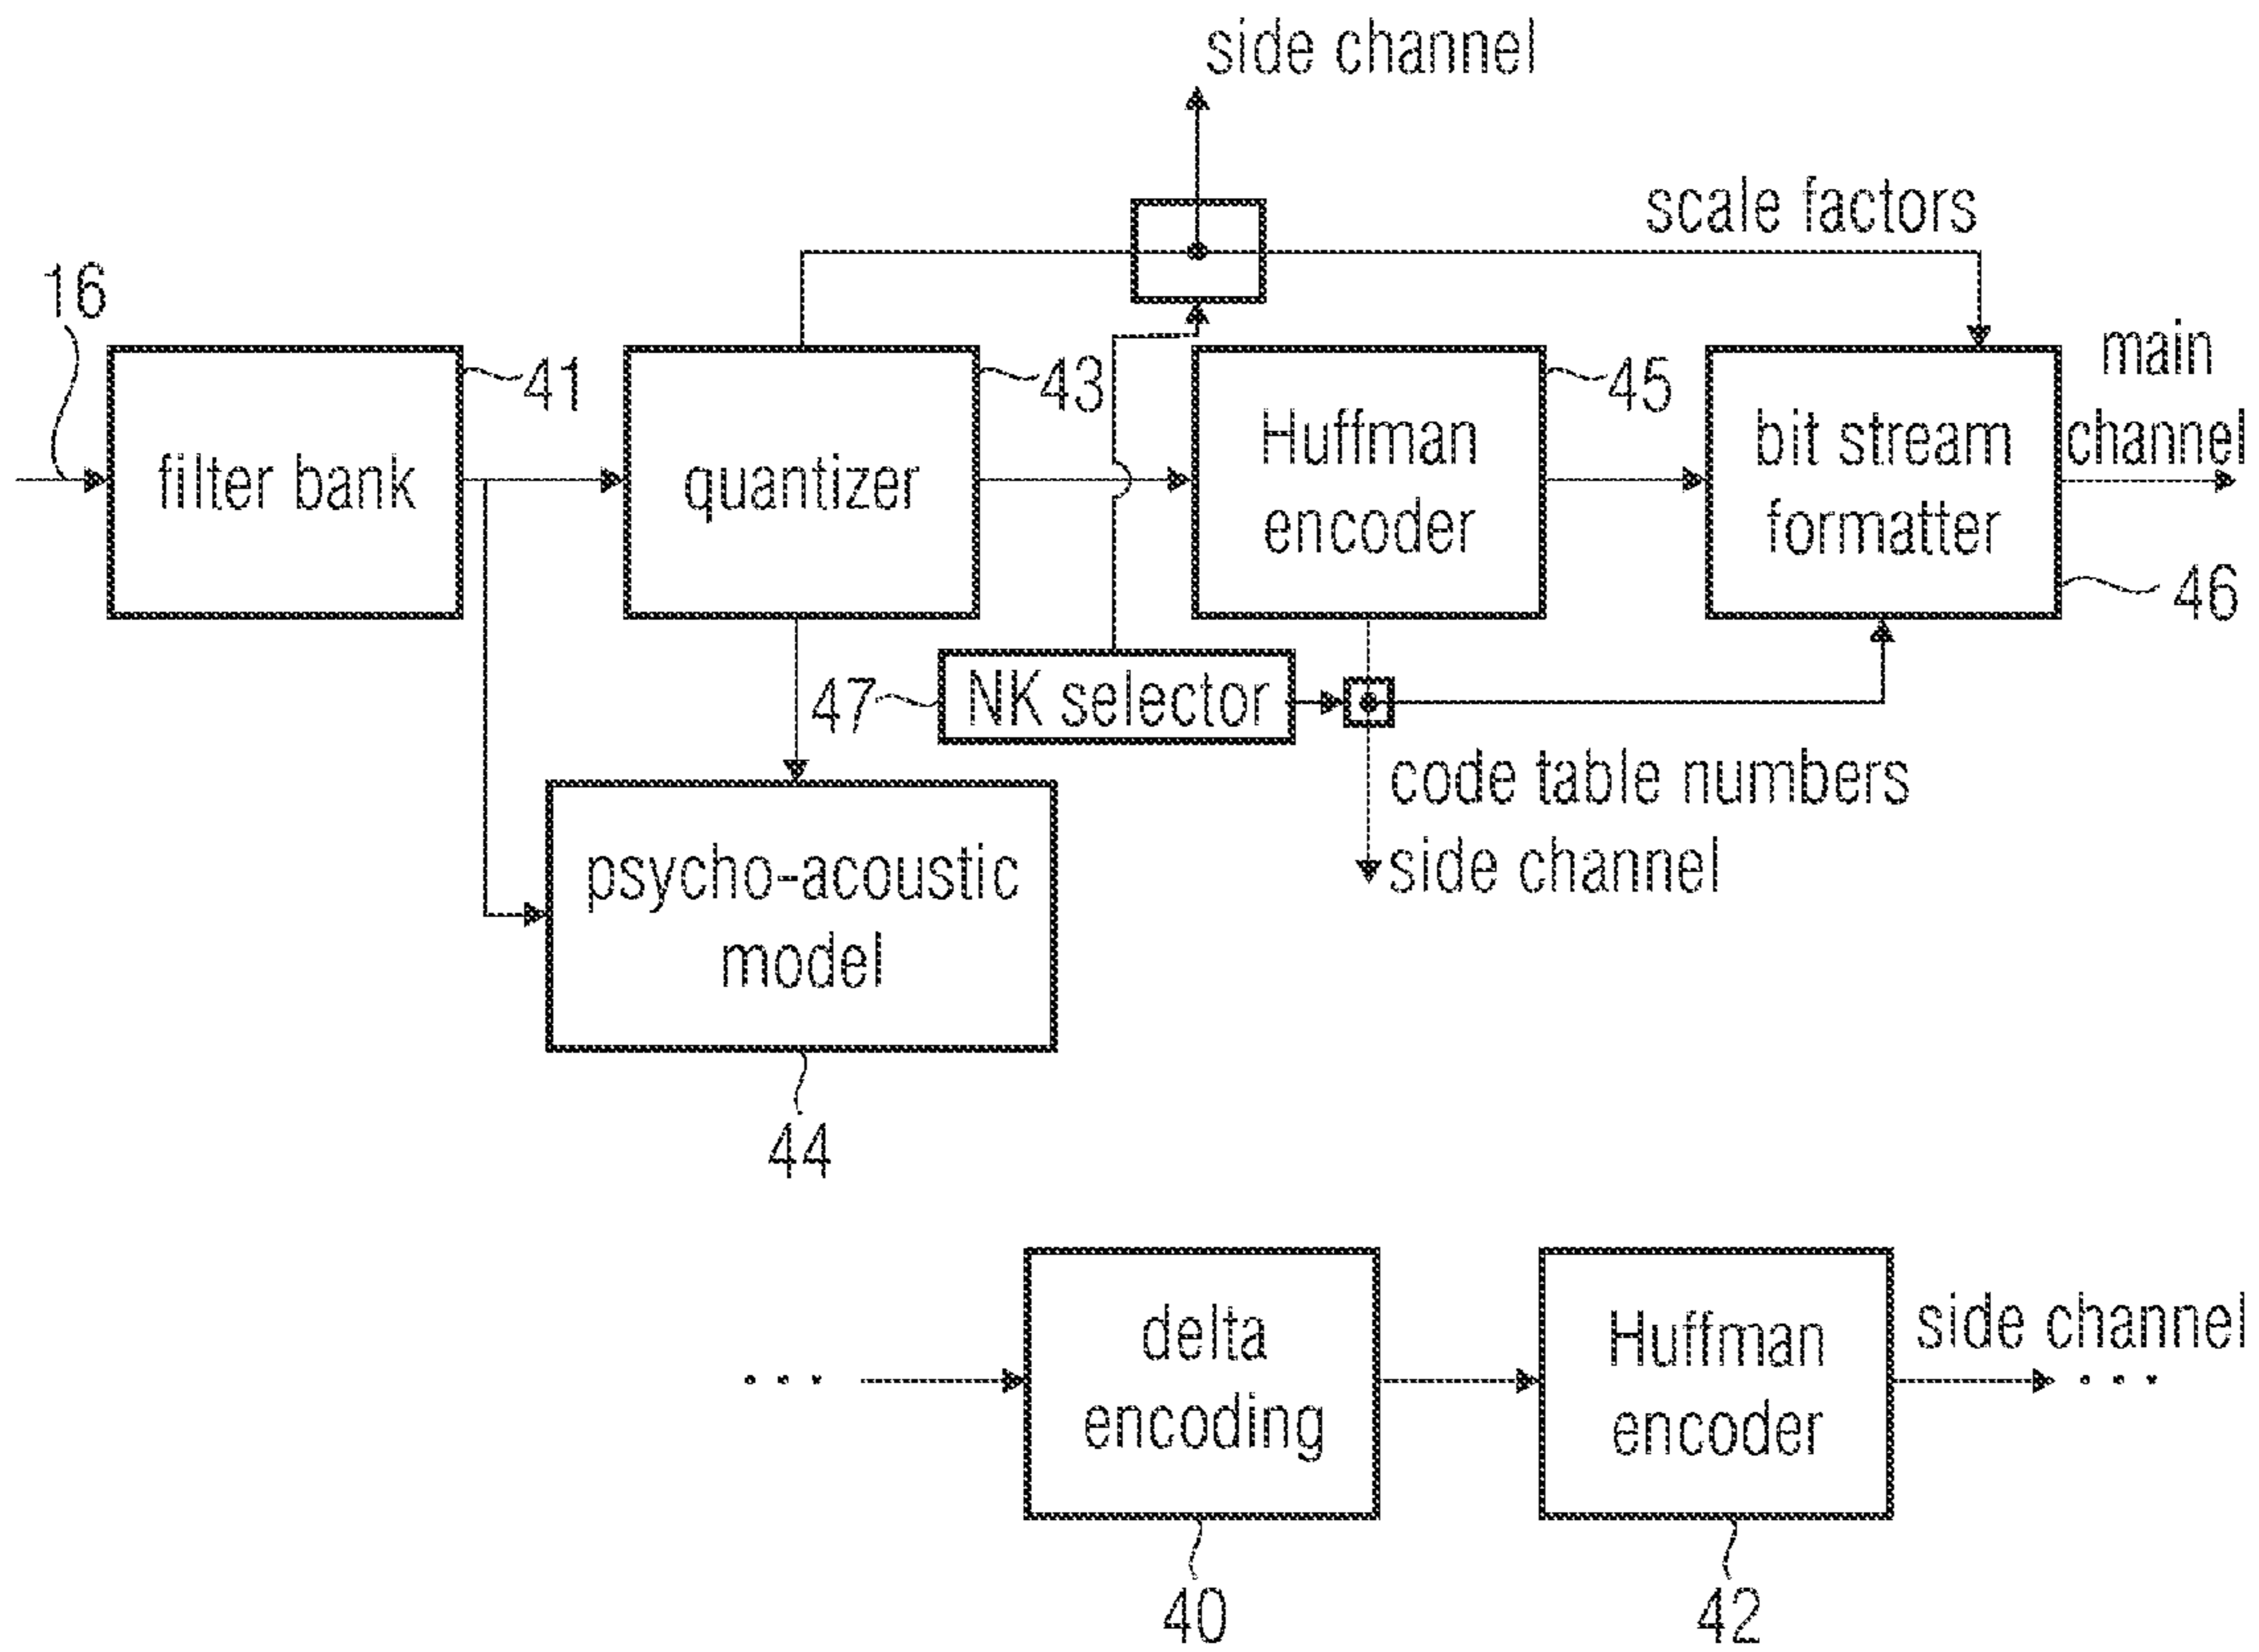 side channel
scale factors
16
41
43
45
main
channel
filter bank
quantizer
Huffman
encoder
bit stream
formatter
46
47
NK selector
code table numbers
side channel
psycho-acoustic
model
44
delta
encoding
Huffman
encoder
side channel
...
...
40
42